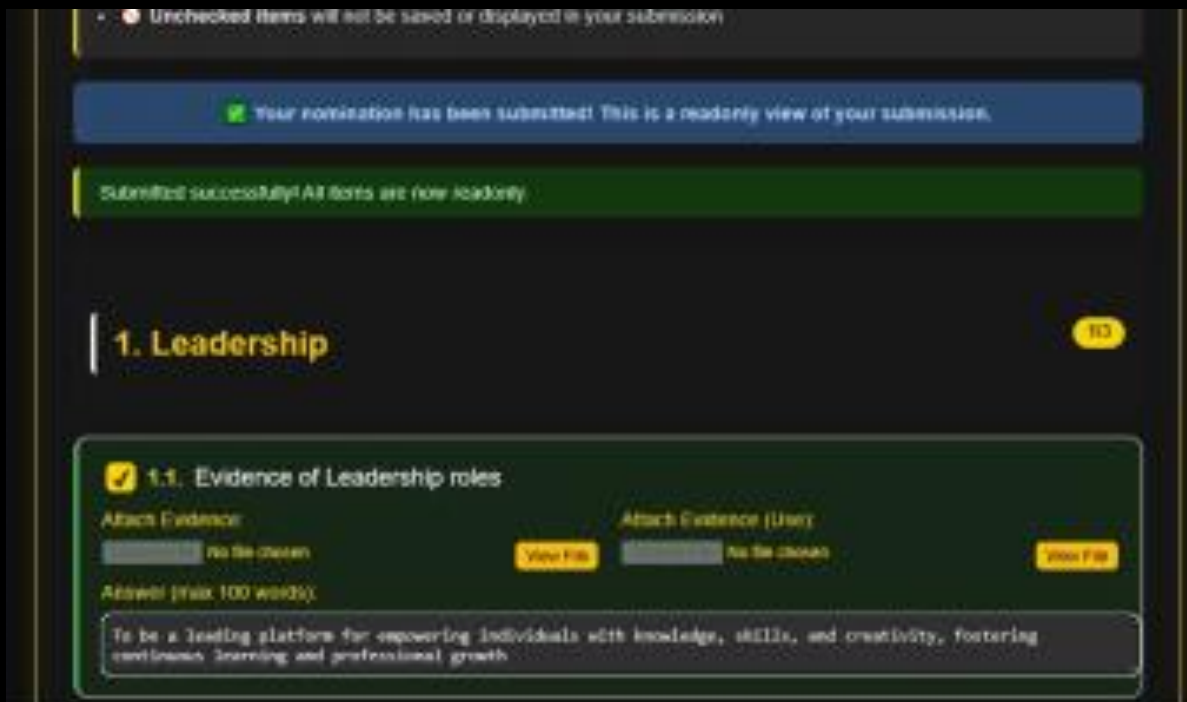 Unchecked items will not be saved or displayed in your submission
✅ Your nomination has been submitted! This is a readonly view of your submission.
Submitted successfully! All items are now readonly
1. Leadership
1/3
1.1. Evidence of Leadership roles
Attach Evidence:
No file chosen
View File
Attach Evidence (Use):
No file chosen
View File
Answer (max 100 words):
To be a leading platform for empowering individuals with knowledge, skills, and creativity, fostering
continuous learning and professional growth